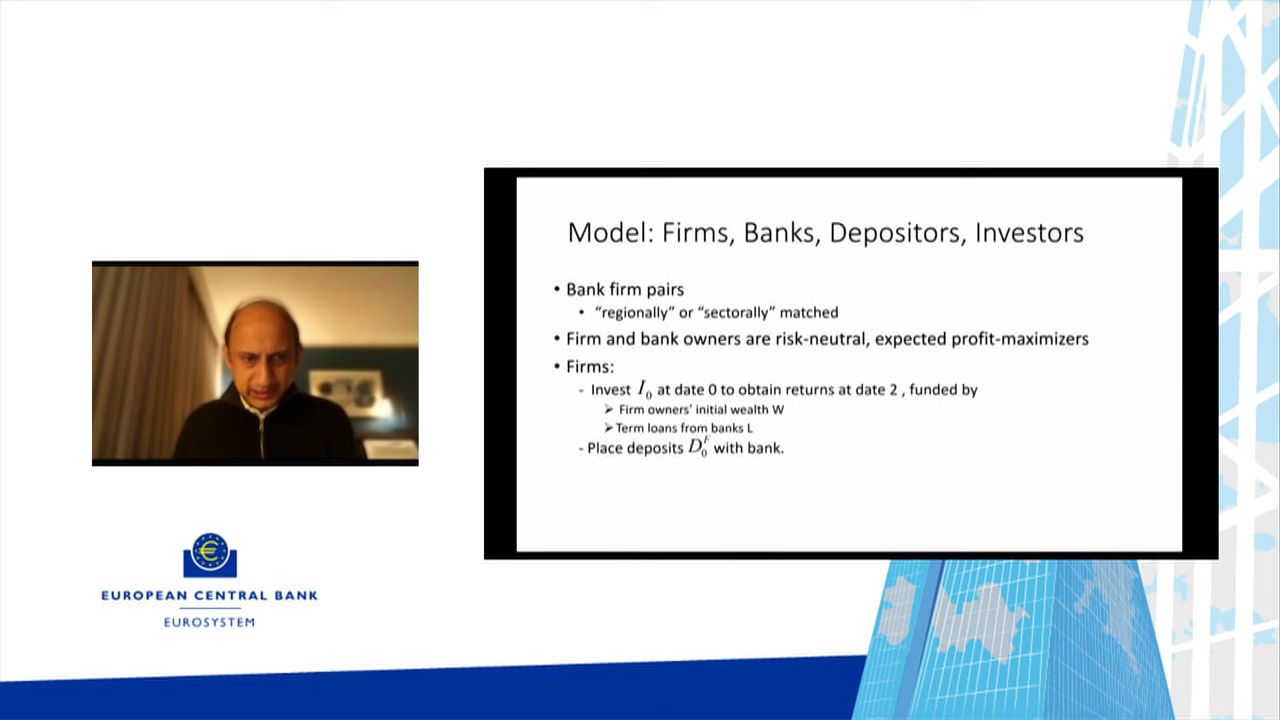 Model: Firms, Banks, Depositors, Investors
• Bank firm pairs
• “regionally” or “sectorally” matched
• Firm and bank owners are risk-neutral, expected profit-maximizers
• Firms:
- Invest I₀ at date 0 to obtain returns at date 2 , funded by
➢ Firm owners’ initial wealth W
➢ Term loans from banks L
- Place deposits D₀ᶠ with bank.
EUROPEAN CENTRAL BANK
EUROSYSTEM